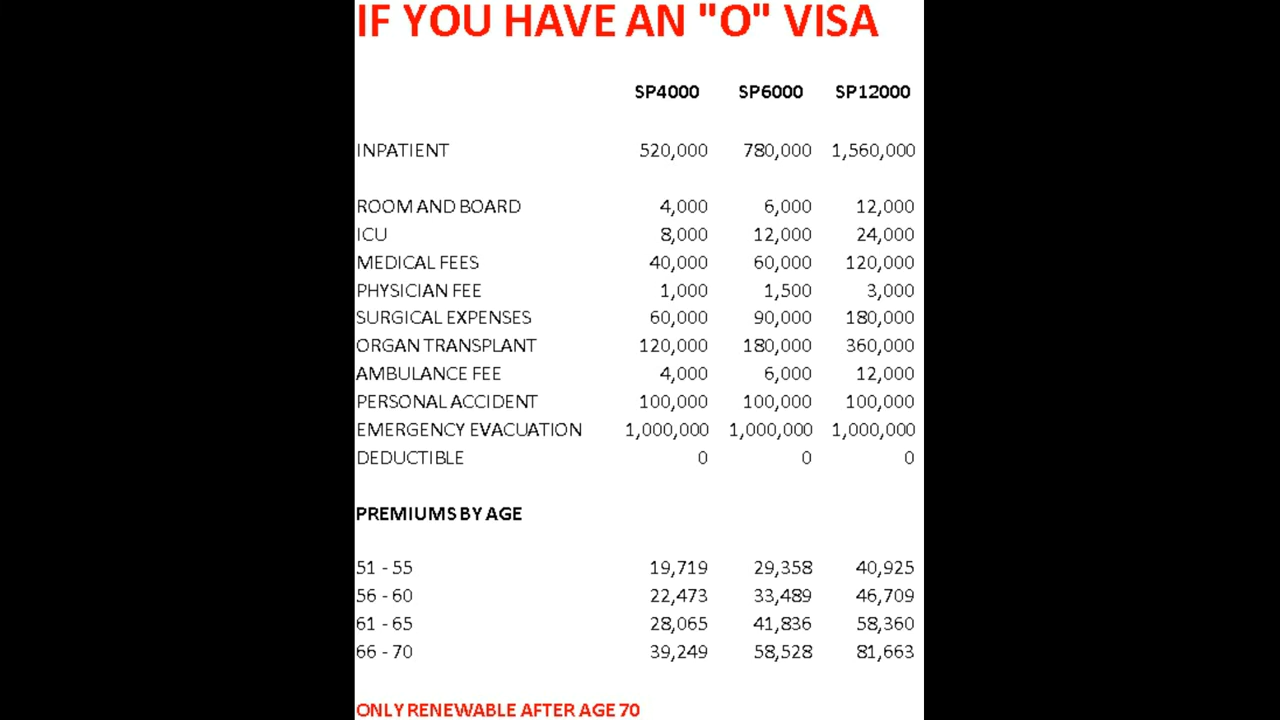 IF YOU HAVE AN "O" VISA
SP4000 SP6000 SP12000
INPATIENT 520,000 780,000 1,560,000
ROOM AND BOARD 4,000 6,000 12,000
ICU 8,000 12,000 24,000
MEDICAL FEES 40,000 60,000 120,000
PHYSICIAN FEE 1,000 1,500 3,000
SURGICAL EXPENSES 60,000 90,000 180,000
ORGAN TRANSPLANT 120,000 180,000 360,000
AMBULANCE FEE 4,000 6,000 12,000
PERSONAL ACCIDENT 100,000 100,000 100,000
EMERGENCY EVACUATION 1,000,000 1,000,000 1,000,000
DEDUCTIBLE 0 0 0
PREMIUMS BY AGE
51 - 55 19,719 29,358 40,925
56 - 60 22,473 33,489 46,709
61 - 65 28,065 41,836 58,360
66 - 70 39,249 58,528 81,663
ONLY RENEWABLE AFTER AGE 70